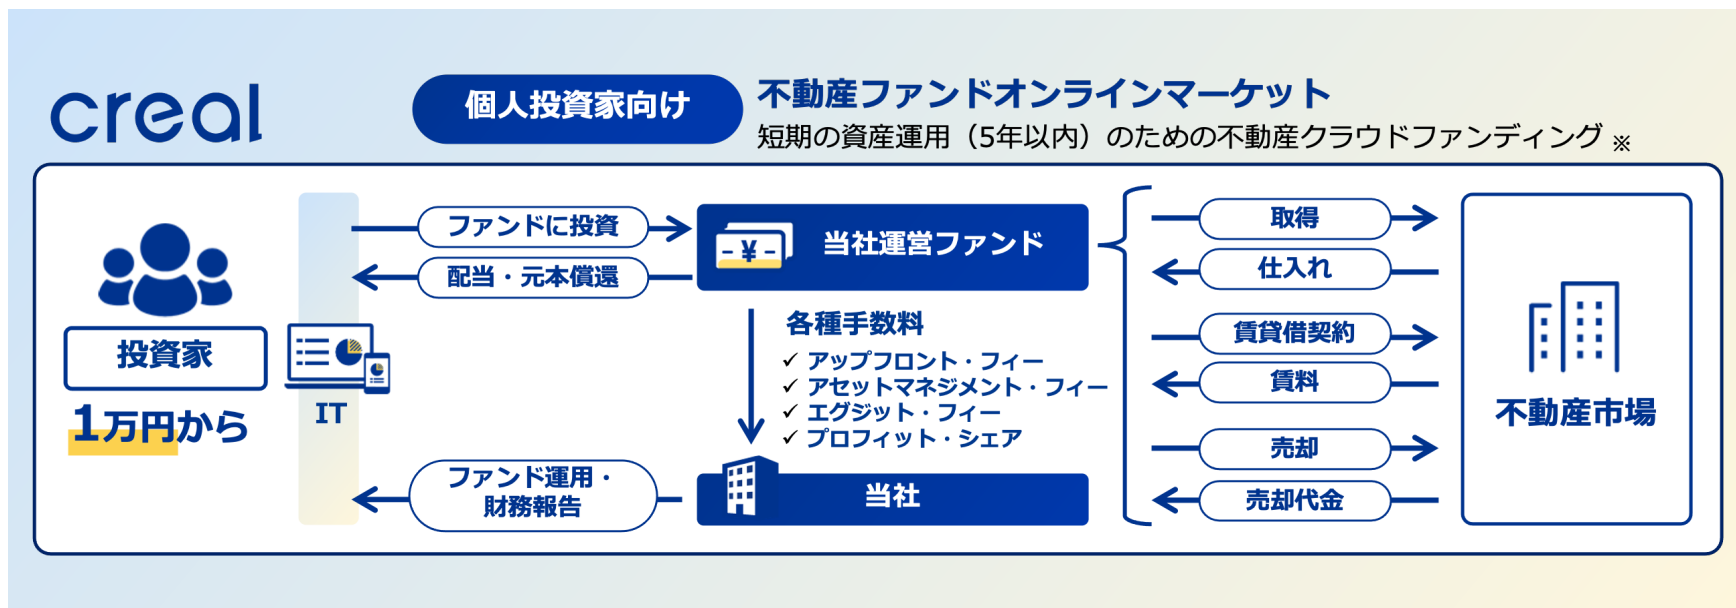 creal
個人投資家向け
不動産ファンドオンラインマーケット
短期の資産運用（5年以内）のための不動産クラウドファンディング ※
投資家
1万円から
IT
ファンドに投資
配当・元本償還
ファンド運用・
財務報告
¥
当社運営ファンド
各種手数料
✓ アップフロント・フィー
✓ アセットマネジメント・フィー
✓ エグジット・フィー
✓ プロフィット・シェア
当社
取得
仕入れ
賃貸借契約
賃料
売却
売却代金
不動産市場